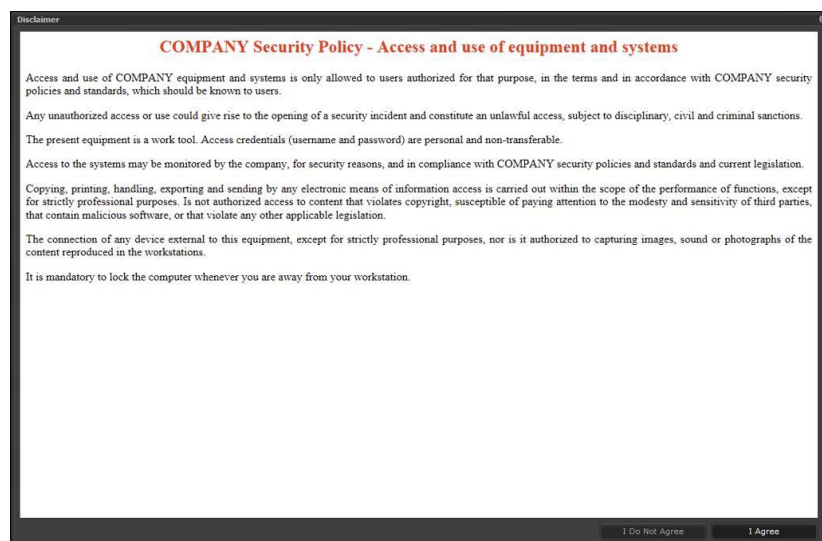 Disclaimer
COMPANY Security Policy - Access and use of equipment and systems
Access and use of COMPANY equipment and systems is only allowed to users authorized for that purpose, in the terms and in accordance with COMPANY security
policies and standards, which should be known to users.
Any unauthorized access or use could give rise to the opening of a security incident and constitute an unlawful access, subject to disciplinary, civil and criminal sanctions.
The present equipment is a work tool. Access credentials (username and password) are personal and non-transferable.
Access to the systems may be monitored by the company, for security reasons, and in compliance with COMPANY security policies and standards and current legislation.
Copying, printing, handling, exporting and sending by any electronic means of information access is carried out within the scope of the performance of functions, except
for strictly professional purposes. Is not authorized access to content that violates copyright, susceptible of paying attention to the modesty and sensitivity of third parties,
that contain malicious software, or that violate any other applicable legislation.
The connection of any device external to this equipment, except for strictly professional purposes, nor is it authorized to capturing images, sound or photographs of the
content reproduced in the workstations.
It is mandatory to lock the computer whenever you are away from your workstation.
I Do Not Agree
I Agree